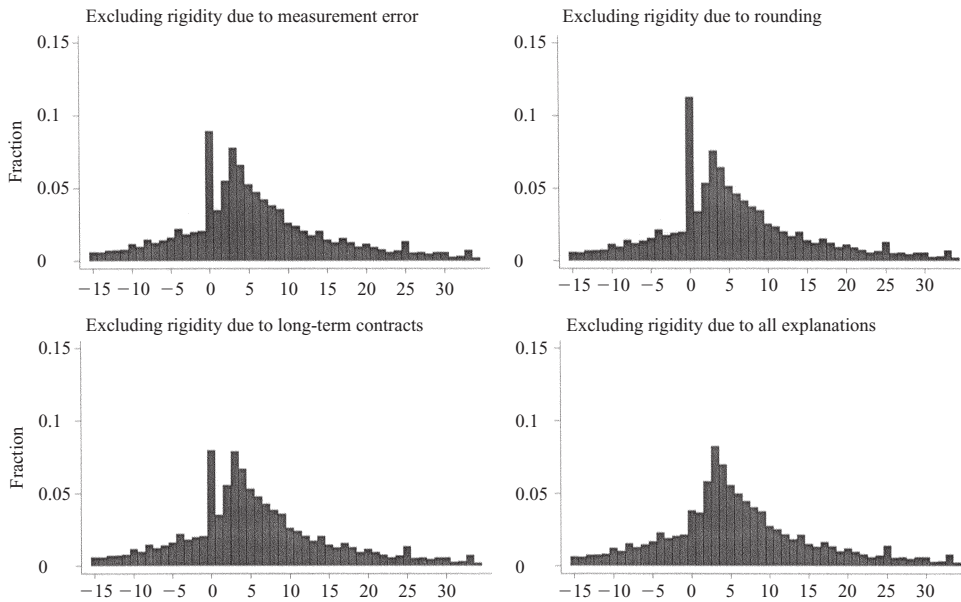 Excluding rigidity due to measurement error
Fraction
0.15
0.1
0.05
0
−15 −10 −5 0 5 10 15 20 25 30
Excluding rigidity due to rounding
0.15
0.1
0.05
0
−15 −10 −5 0 5 10 15 20 25 30
Excluding rigidity due to long-term contracts
Fraction
0.15
0.1
0.05
0
−15 −10 −5 0 5 10 15 20 25 30
Excluding rigidity due to all explanations
0.15
0.1
0.05
0
−15 −10 −5 0 5 10 15 20 25 30